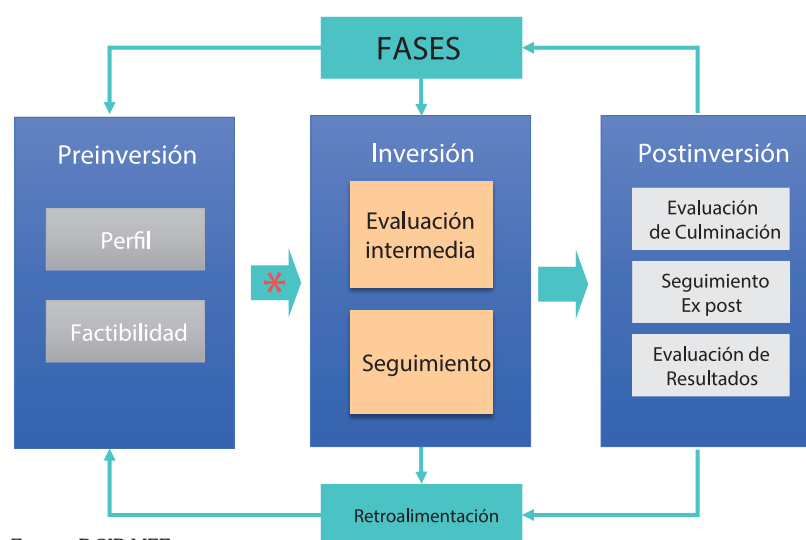 FASES
Preinversión
Perfil
Factibilidad
*
Inversión
Evaluación
intermedia
Seguimiento
Postinversión
Evaluación
de Culminación
Seguimiento
Ex post
Evaluación de
Resultados
Retroalimentación